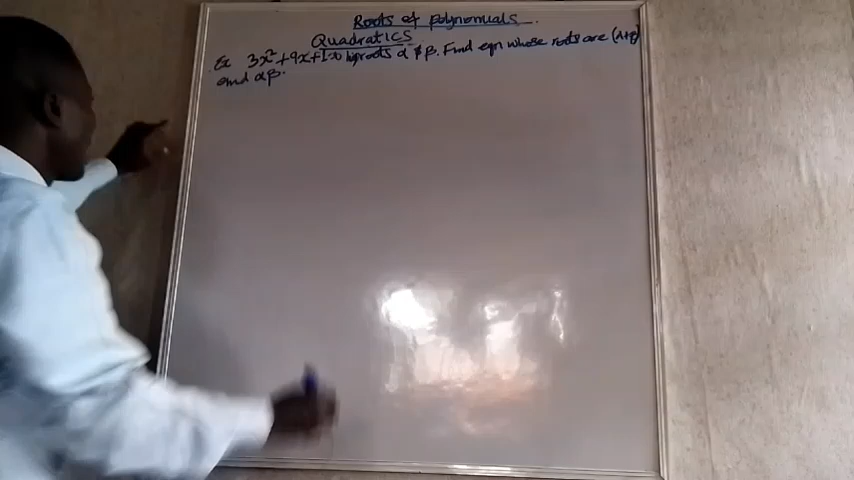 Roots of polynomials.
Quadratics
Ex 3x²+9x+1=0 has roots α & β. Find eqn whose roots are (α+β)
and αβ.